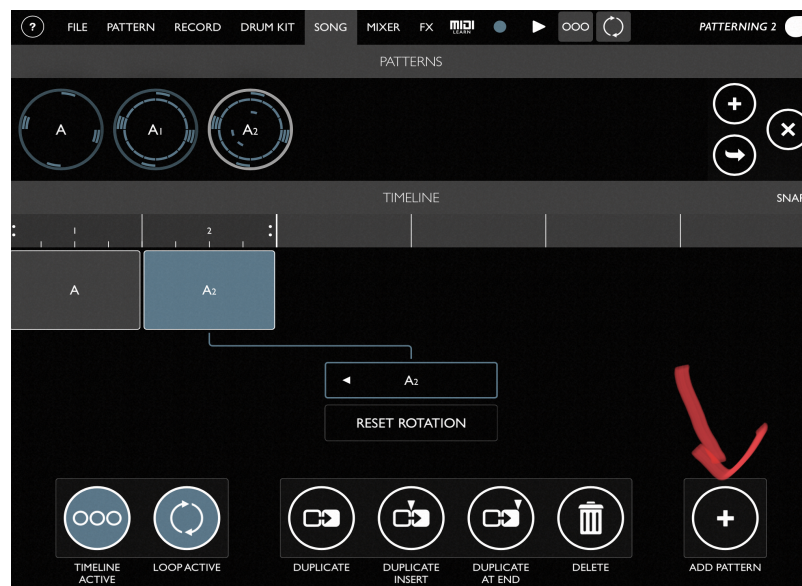 ? FILE PATTERN RECORD DRUM KIT SONG MIXER FX MIDI LEARN PATTERNING 2
PATTERNS
A A1 A2
TIMELINE SNAP
1 2
A A2
A2
RESET ROTATION
TIMELINE ACTIVE LOOP ACTIVE DUPLICATE DUPLICATE INSERT DUPLICATE AT END DELETE ADD PATTERN